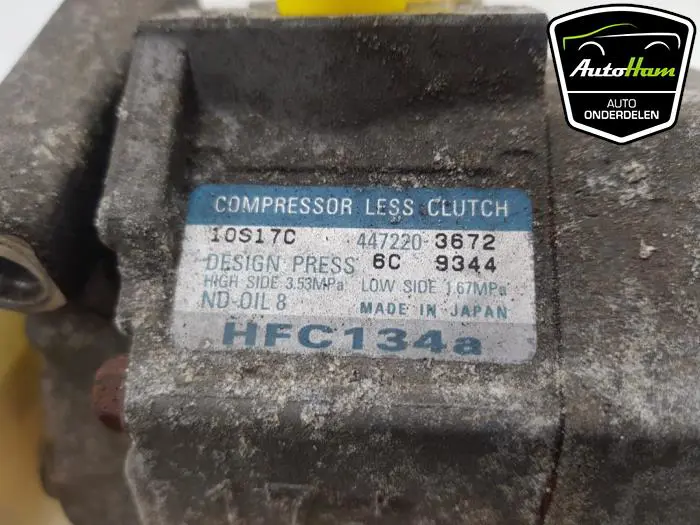 AutoHam
AUTO
ONDERDELEN
COMPRESSOR LESS CLUTCH
10S17C 447220-3672
DESIGN PRESS 6C 9344
HIGH SIDE 3.53MPa LOW SIDE 1.67MPa
ND-OIL 8 MADE IN JAPAN
HFC134a